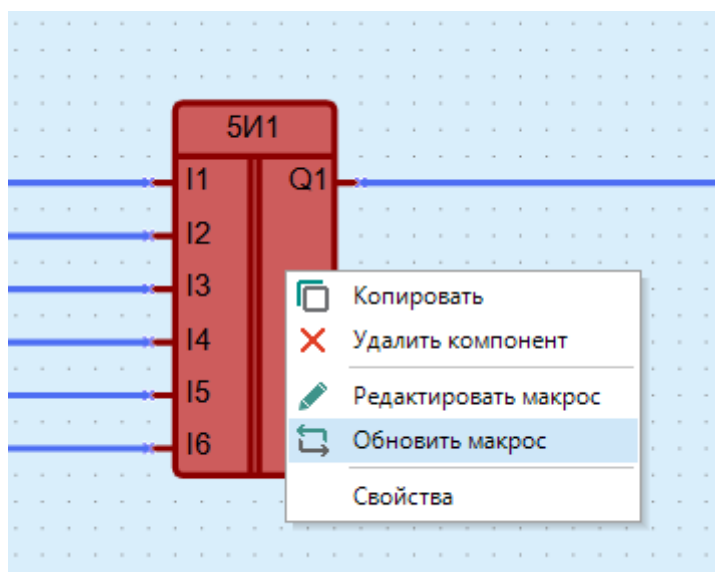 5И1
I1 Q1
I2
I3
I4
I5
I6
Копировать
Удалить компонент
Редактировать макрос
Обновить макрос
Свойства